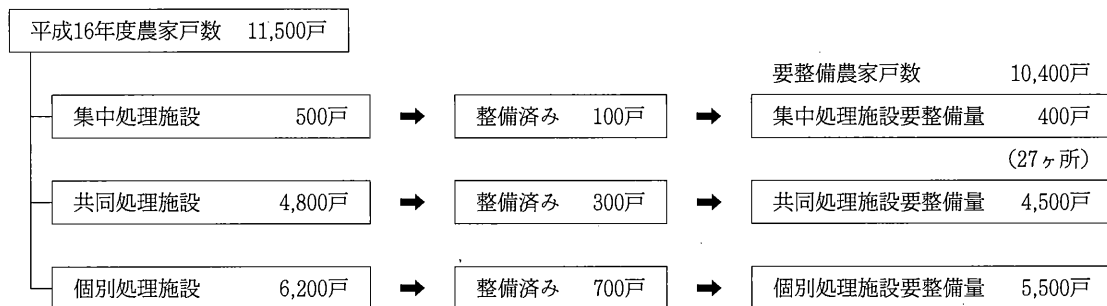 平成16年度農家戸数 11,500戸
要整備農家戸数 10,400戸
集中処理施設 500戸 ➡ 整備済み 100戸 ➡ 集中処理施設要整備量 400戸
(27ヶ所)
共同処理施設 4,800戸 ➡ 整備済み 300戸 ➡ 共同処理施設要整備量 4,500戸
個別処理施設 6,200戸 ➡ 整備済み 700戸 ➡ 個別処理施設要整備量 5,500戸